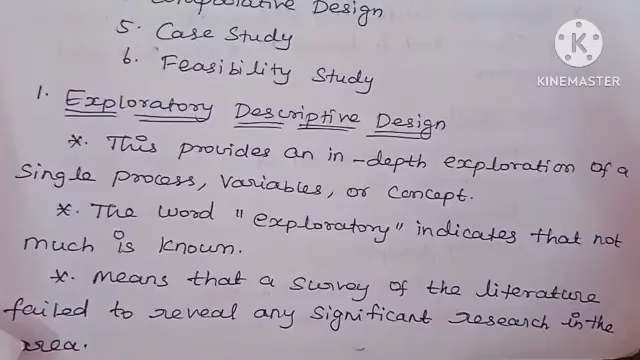 Comparative Design
5. Case Study
6. Feasibility Study
1. Exploratory Descriptive Design
*. This provides an in-depth exploration of a
single process, variables, or concept.
*. The word "exploratory" indicates that not
much is known.
*. Means that a survey of the literature
failed to reveal any significant research in the
area.
KINEMASTER